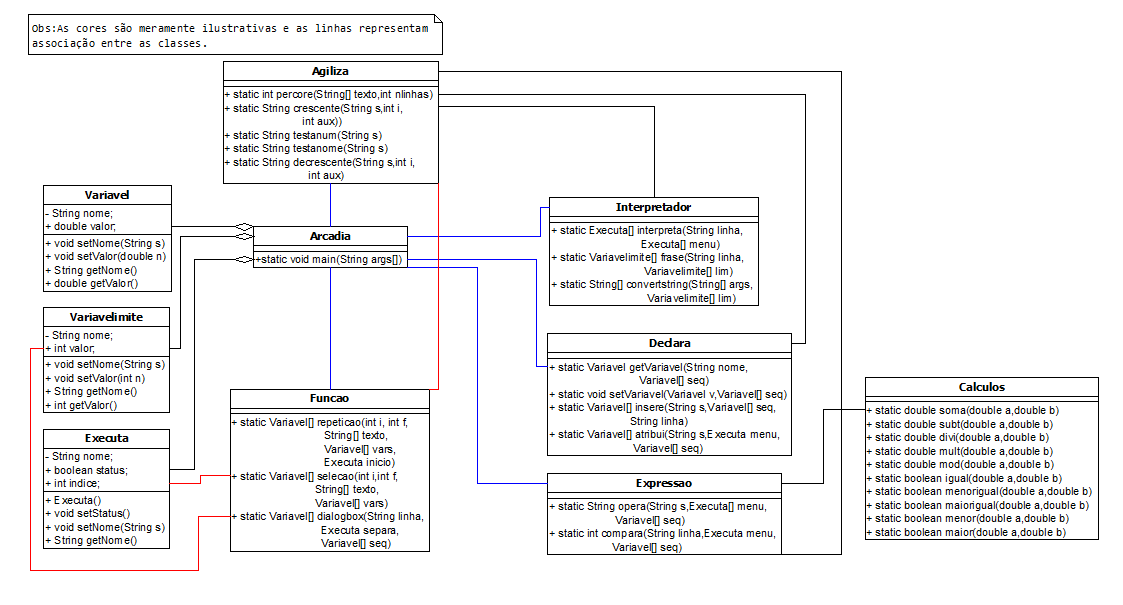 Obs:As cores são meramente ilustrativas e as linhas representam
associação entre as classes.
Agiliza
+ static int percore(String[] texto,int nlinhas)
+ static String crescente(String s,int i,
int aux))
+ static String testanum(String s)
+ static String testanome(String s)
+ static String decrescente(String s,int i,
int aux)
Variavel
- String nome;
+ double valor;
+ void setNome(String s)
+ void setValor(double n)
+ String getNome()
+ double getValor()
Arcadia
+static void main(String args[])
Interpretador
+ static Executa[] interpreta(String linha,
Executa[] menu)
+ static Variavelimite[] frase(String linha,
Variavelimite[] lim)
+ static String[] convertstring(String[] args,
Variavelimite[] lim)
Variavelimite
- String nome;
+ int valor;
+ void setNome(String s)
+ void setValor(int n)
+ String getNome()
+ int getValor()
Declara
+ static Variavel getVariavel(String nome,
Variavel[] seq)
+ static void setVariavel(Variavel v,Variavel[] seq)
+ static Variavel[] insere(String s,Variavel[] seq,
String linha)
+ static Variavel[] atribui(String s,Executa menu,
Variavel[] seq)
Calculos
+ static double soma(double a,double b)
+ static double subt(double a,double b)
+ static double divi(double a,double b)
+ static double mult(double a,double b)
+ static double mod(double a,double b)
+ static boolean igual(double a,double b)
+ static boolean menorigual(double a,double b)
+ static boolean maiorigual(double a,double b)
+ static boolean menor(double a,double b)
+ static boolean maior(double a,double b)
Funcao
+ static Variavel[] repeticao(int i, int f,
String[] texto,
Variavel[] vars,
Executa inicio)
+ static Variavel[] selecao(int i,int f,
String[] texto,
Variavel[] vars)
+ static Variavel[] dialogbox(String linha,
Executa separa,
Variavel[] seq)
Executa
- String nome;
+ boolean status;
+ int indice;
+ Executa()
+ void setStatus()
+ void setNome(String s)
+ String getNome()
Expressao
+ static String opera(String s,Executa[] menu,
Variavel[] seq)
+ static int compara(String linha,Executa menu,
Variavel[] seq)